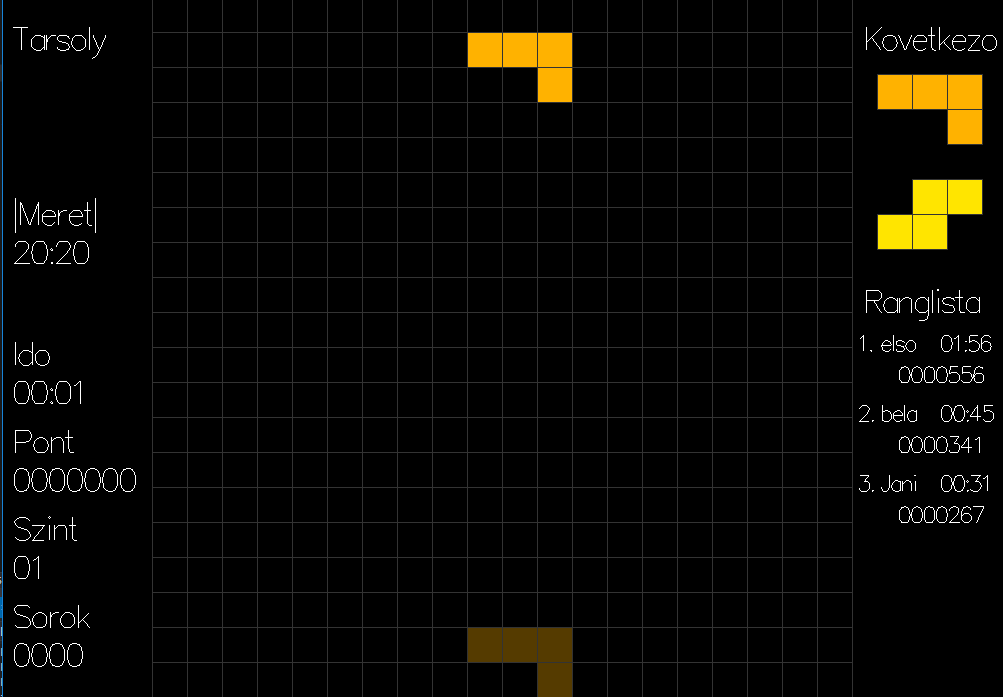 Tarsoly
|Meret|
20:20
Ido
00:01
Pont
0000000
Szint
01
Sorok
0000
Kovetkezo
Ranglista
1. elso 01:56
0000556
2. bela 00:45
0000341
3. Jani 00:31
0000267